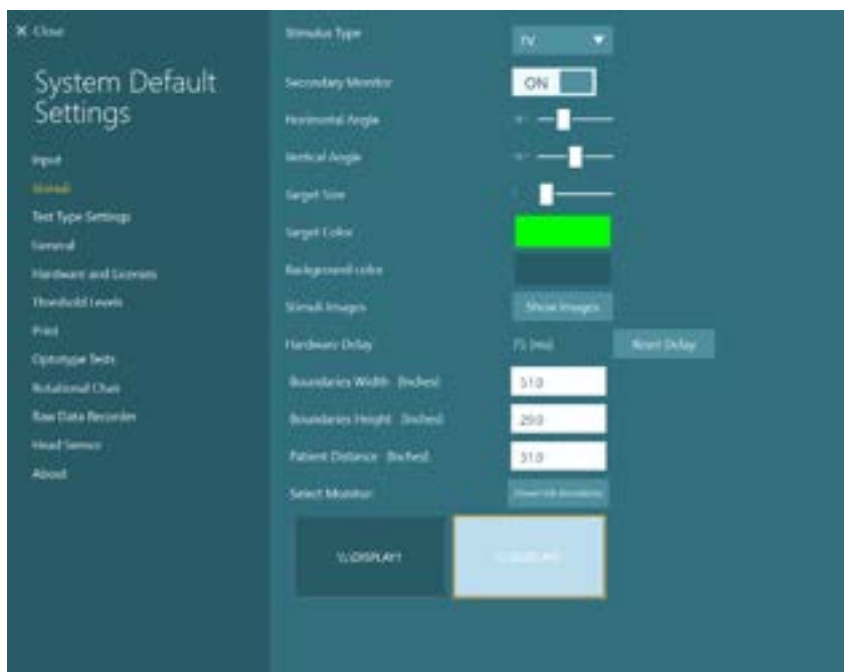 X Close
System Default
Settings
Input
Stimuli
Test Type Settings
General
Hardware and Licenses
Threshold Levels
Print
Optotype Tests
Rotational Chair
Raw Data Recorder
Head Sensor
About
Stimulus Type
TV
Secondary Monitor
ON
Horizontal Angle
Vertical Angle
Target Size
Target Color
Background color
Stimuli Images
Show Images
Hardware Delay
75 (ms)
Reset Delay
Boundaries Width (Inches)
51.0
Boundaries Height (Inches)
29.0
Patient Distance (Inches)
31.0
Select Monitor
\\.\DISPLAY1